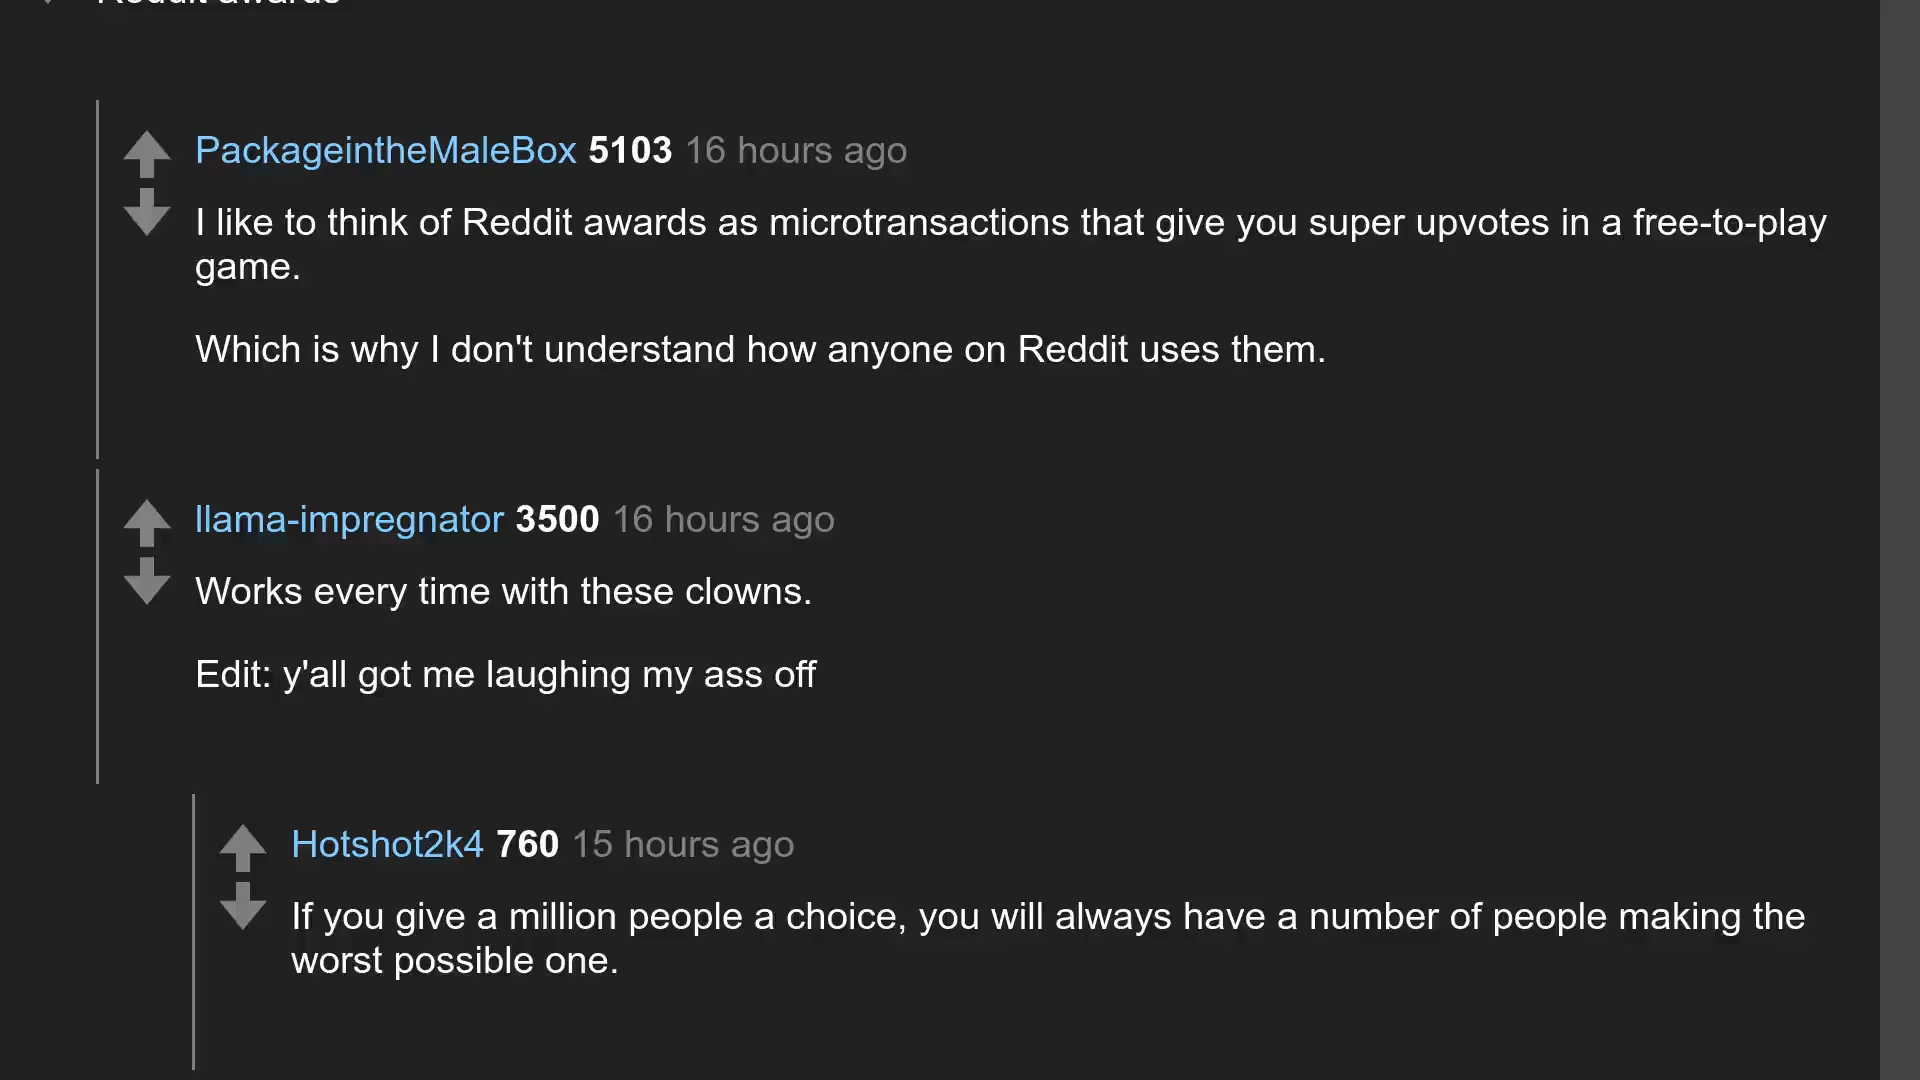 Reddit awards
PackageintheMaleBox 5103 16 hours ago
I like to think of Reddit awards as microtransactions that give you super upvotes in a free-to-play
game.
Which is why I don't understand how anyone on Reddit uses them.
llama-impregnator 3500 16 hours ago
Works every time with these clowns.
Edit: y'all got me laughing my ass off
Hotshot2k4 760 15 hours ago
If you give a million people a choice, you will always have a number of people making the
worst possible one.